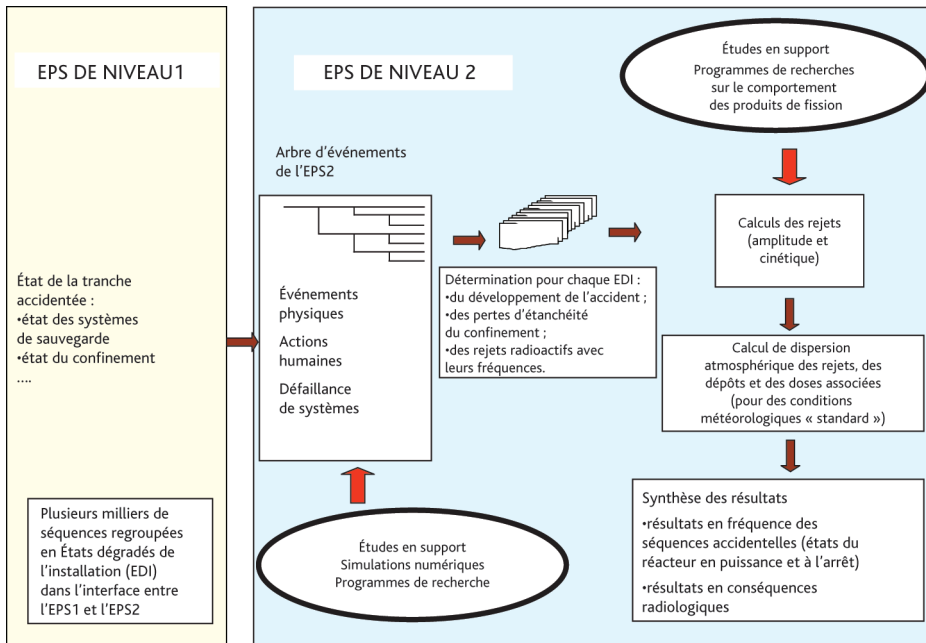 EPS DE NIVEAU1
État de la tranche
accidentée :
•état des systèmes
de sauvegarde
•état du confinement
....
Plusieurs milliers de
séquences regroupées
en États dégradés de
l'installation (EDI)
dans l'interface entre
l'EPS1 et l'EPS2
EPS DE NIVEAU 2
Arbre d'événements
de l'EPS2
Événements
physiques
Actions
humaines
Défaillance
de systèmes
Études en support
Simulations numériques
Programmes de recherche
Détermination pour chaque EDI :
•du développement de l'accident ;
•des pertes d'étanchéité
du confinement ;
•des rejets radioactifs avec
leurs fréquences.
Études en support
Programmes de recherches
sur le comportement
des produits de fission
Calculs des rejets
(amplitude et
cinétique)
Calcul de dispersion
atmosphérique des rejets, des
dépôts et des doses associées
(pour des conditions
météorologiques « standard »)
Synthèse des résultats
•résultats en fréquence des
séquences accidentelles (états du
réacteur en puissance et à l'arrêt)
•résultats en conséquences
radiologiques